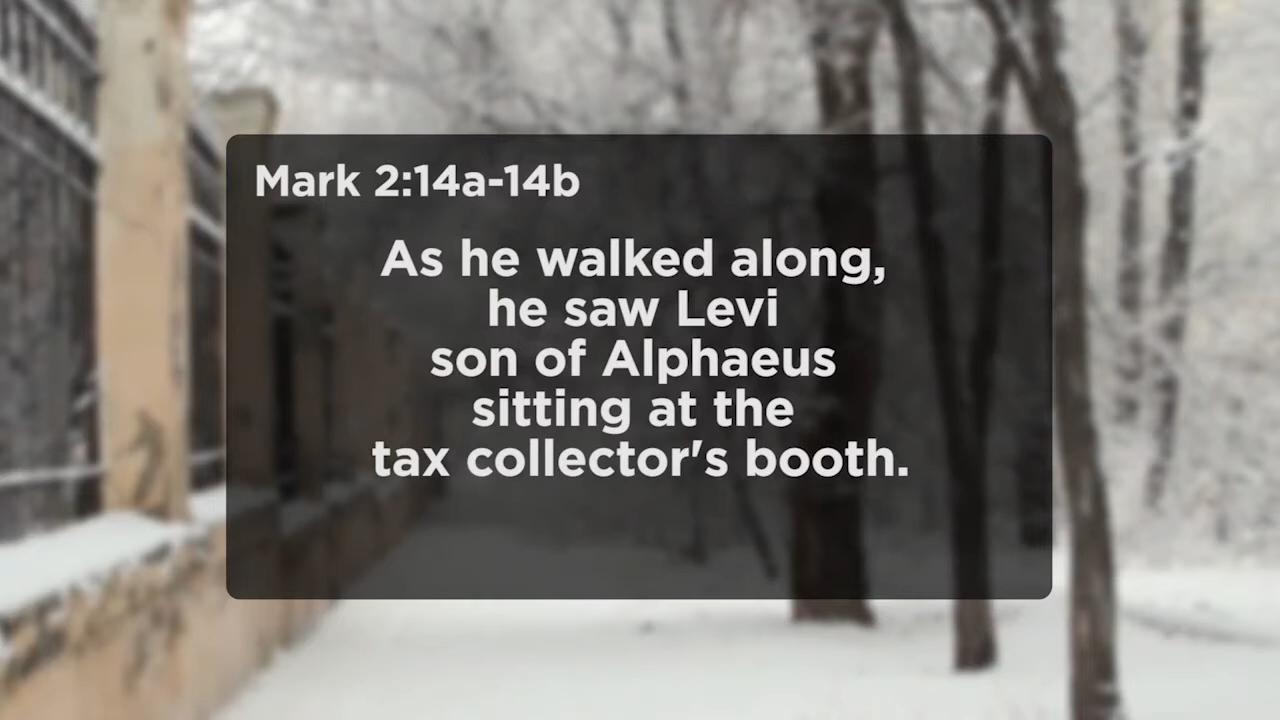 Mark 2:14a-14b
As he walked along,
he saw Levi
son of Alphaeus
sitting at the
tax collector's booth.